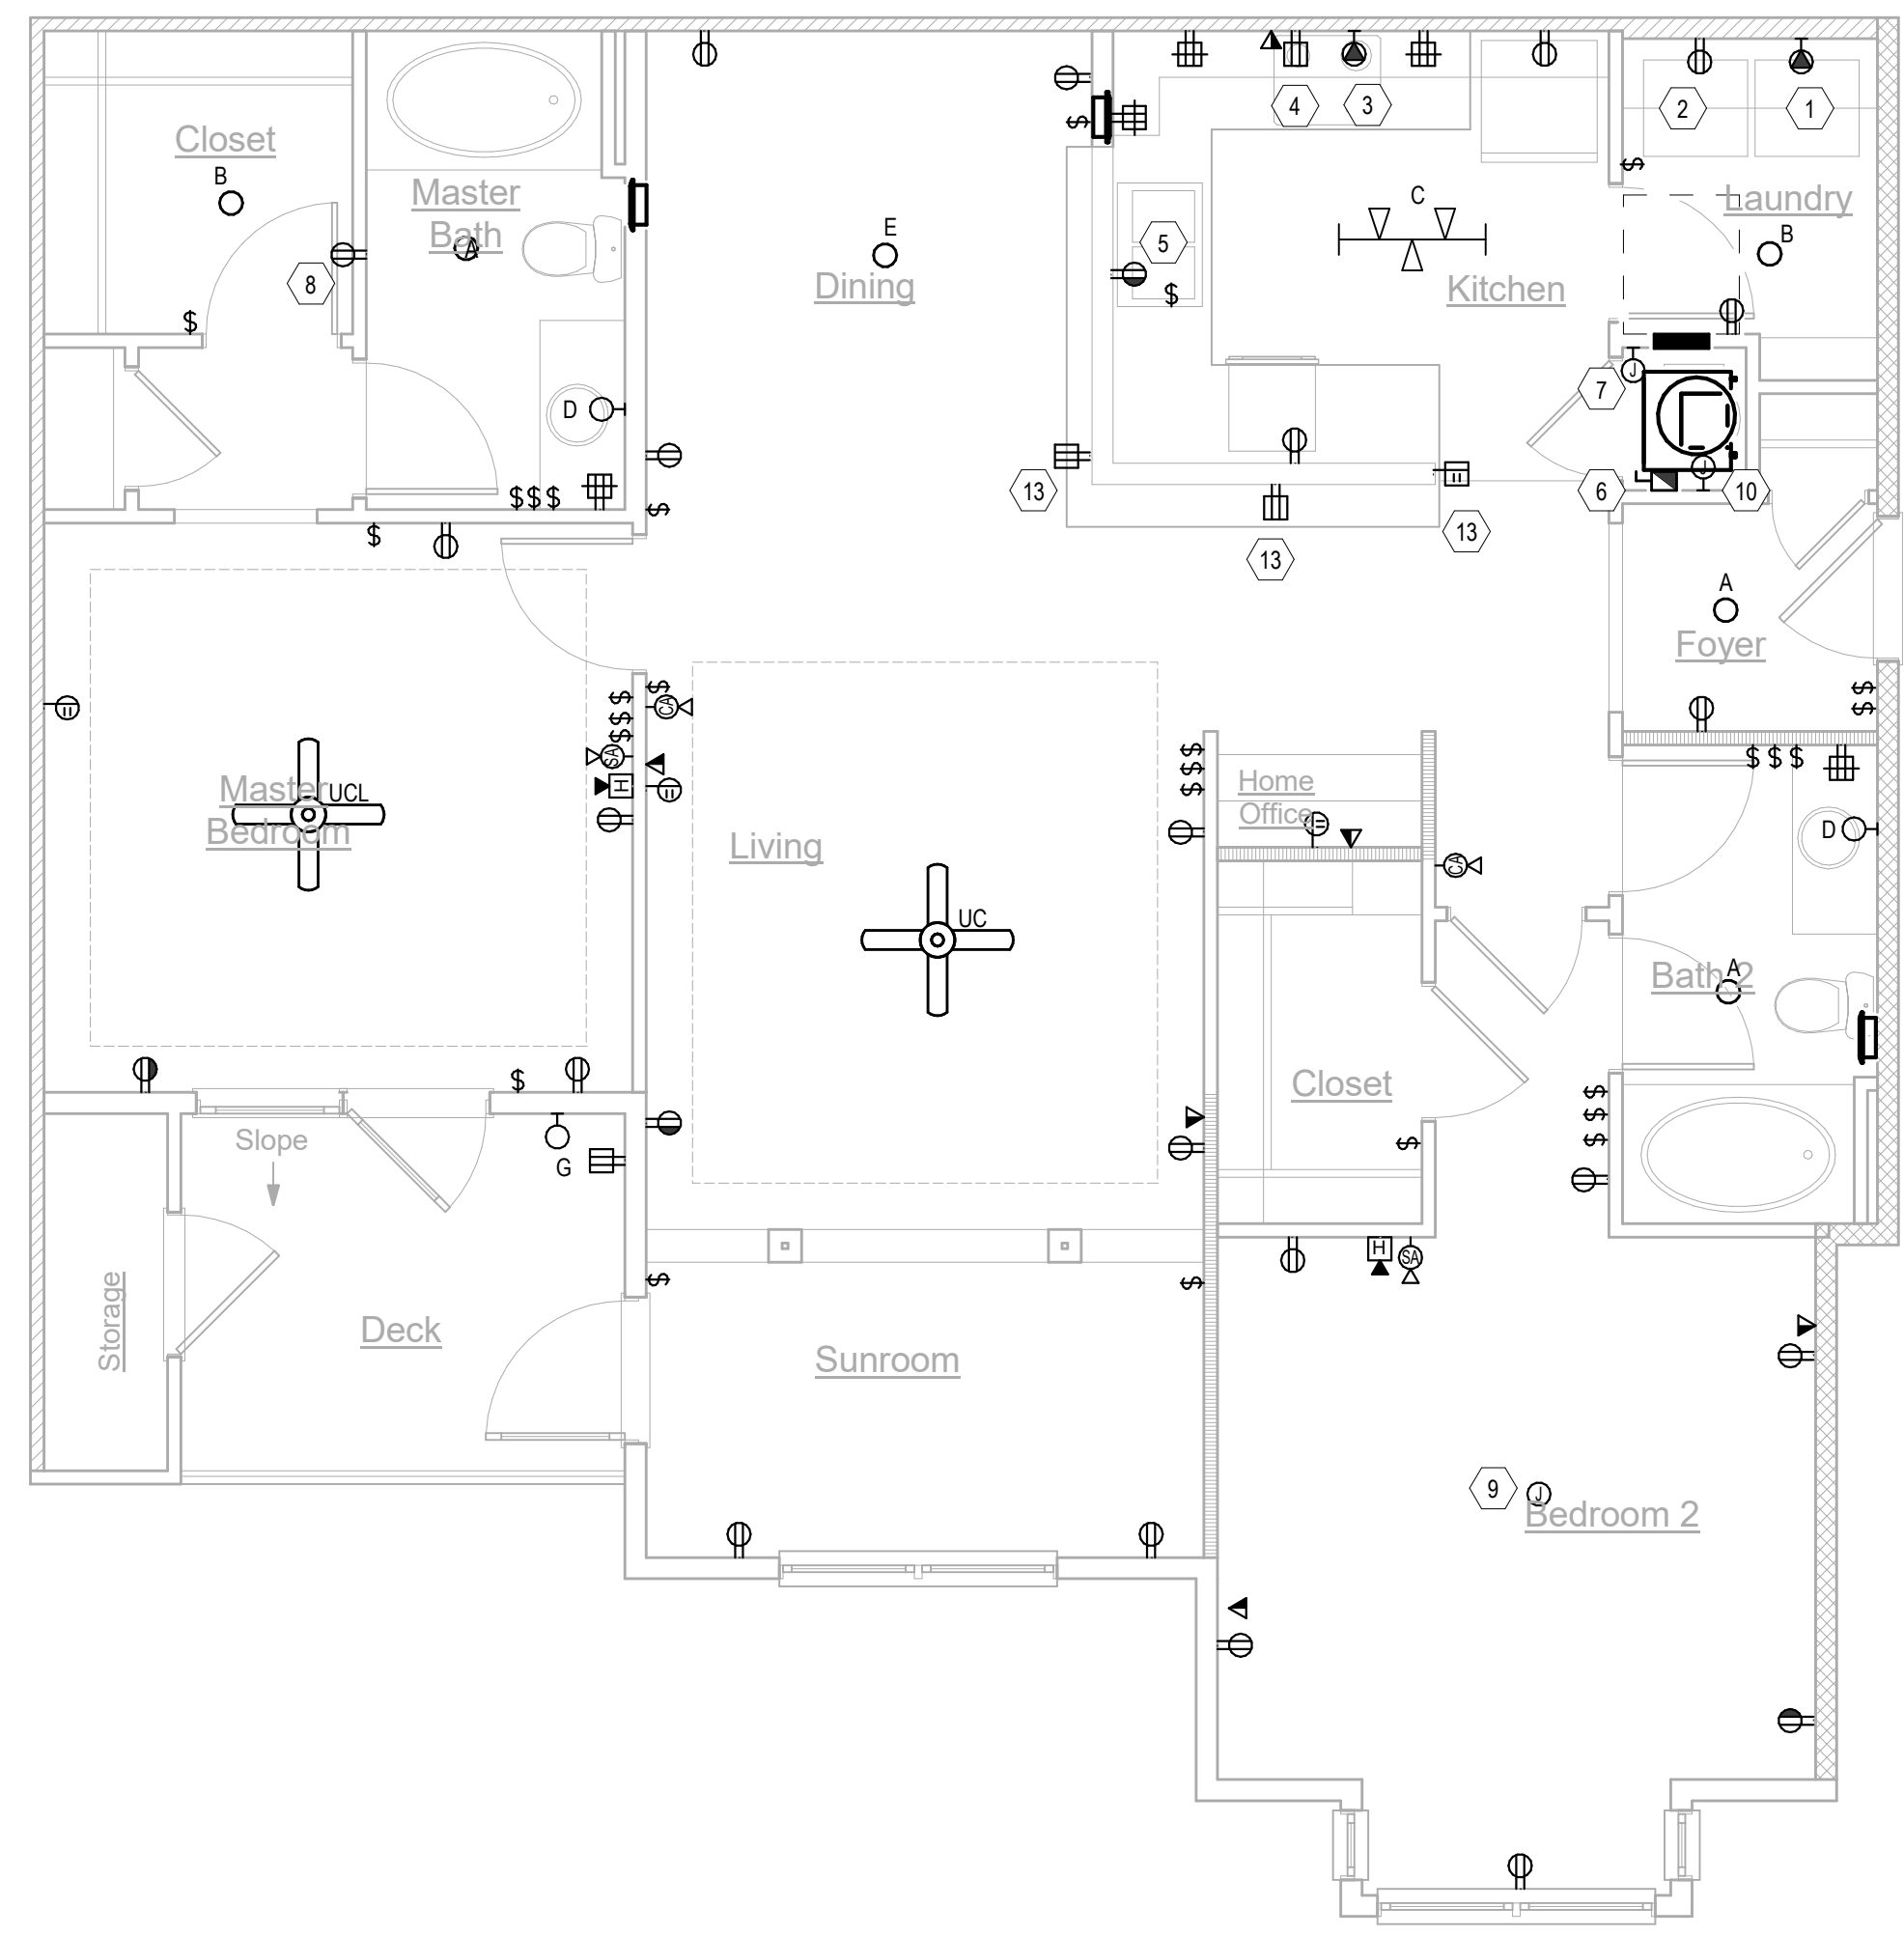 4
3
2
1
Closet
B
Master
Bath
A
C
Laundry
E
Dining
5
Kitchen
B
8
$
$
$
$
J
7
D
13
$$$
$
$
J
6
10
13
13
A
Foyer
$
$
$
$
$
$
$
CA
SA
H
Master
Bedroom
UCL
$
$
$
Home
Office
$ $ $
Living
D
CA
UC
Bath 2
A
Closet
$
$
$
$
Slope
G
$
H
SA
$
$
Storage
Deck
Sunroom
9
J
Bedroom 2